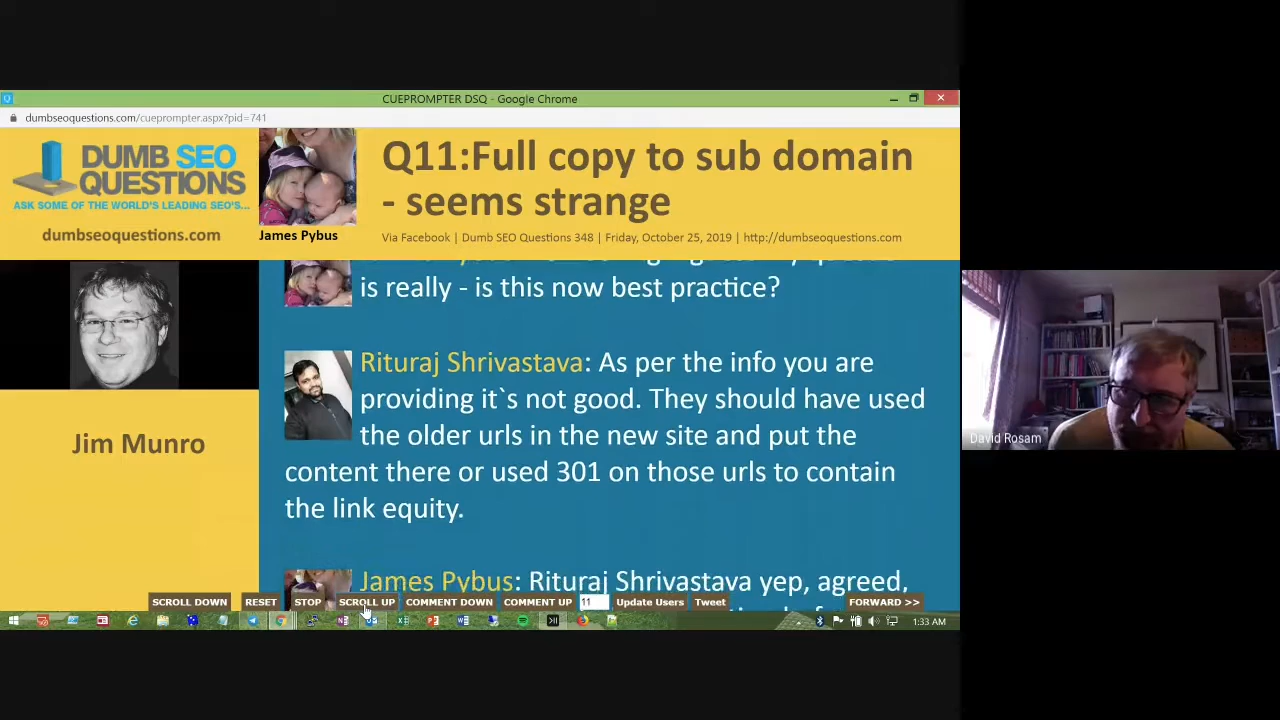 CUEPROMPTER DSQ - Google Chrome
dumbseoquestions.com/cueprompter.aspx?pid=741
DUMB SEO
QUESTIONS
ASK SOME OF THE WORLD'S LEADING SEO'S...
dumbseoquestions.com
James Pybus
Q11:Full copy to sub domain
- seems strange
Via Facebook | Dumb SEO Questions 348 | Friday, October 25, 2019 | http://dumbseoquestions.com
Jim Munro
is really - is this now best practice?
Rituraj Shrivastava: As per the info you are
providing it`s not good. They should have used
the older urls in the new site and put the
content there or used 301 on those urls to contain
the link equity.
James Pybus: Rituraj Shrivastava yep, agreed,
SCROLL DOWN RESET STOP SCROLL UP COMMENT DOWN COMMENT UP 11 Update Users Tweet FORWARD >>
1:33 AM
David Rosam